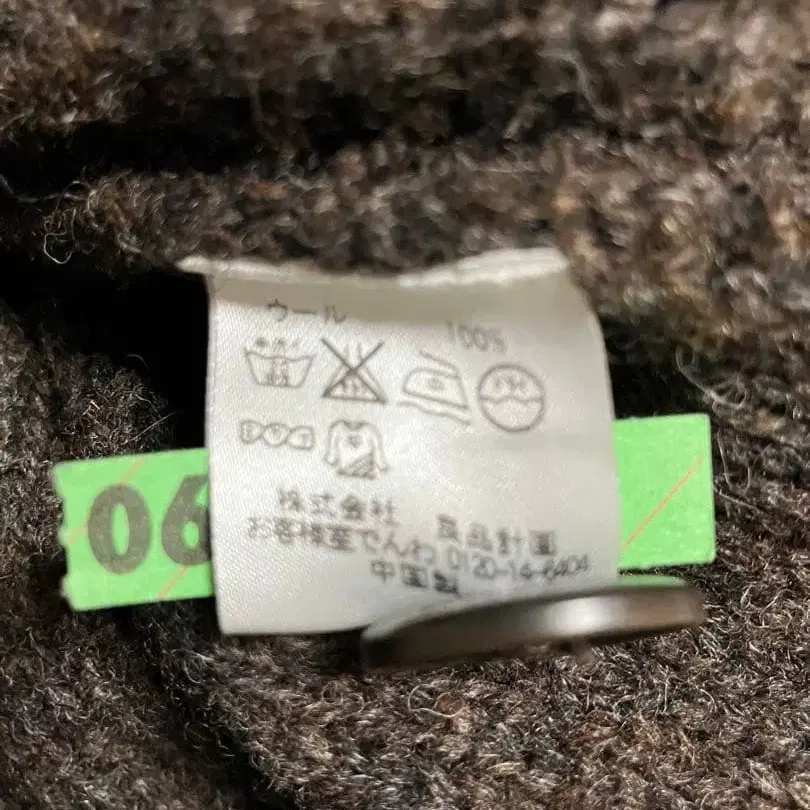 ウール 100%
株式会社 良品計画
お客様室でんわ 0120-14-6404
中国製
06